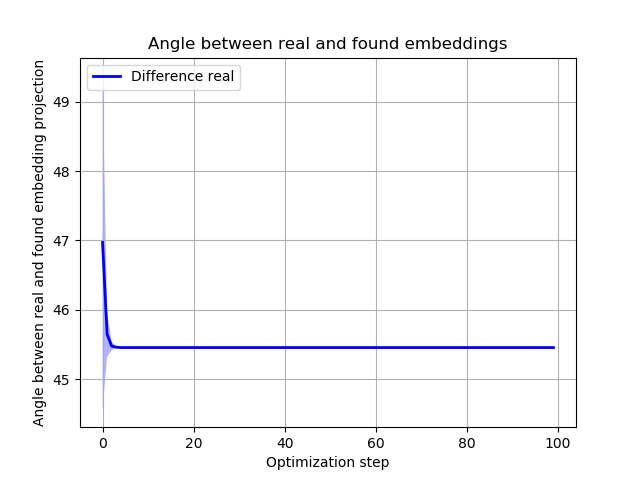 Angle between real and found embeddings
Difference real
Angle between real and found embedding projection
49
48
47
46
45
0 20 40 60 80 100
Optimization step